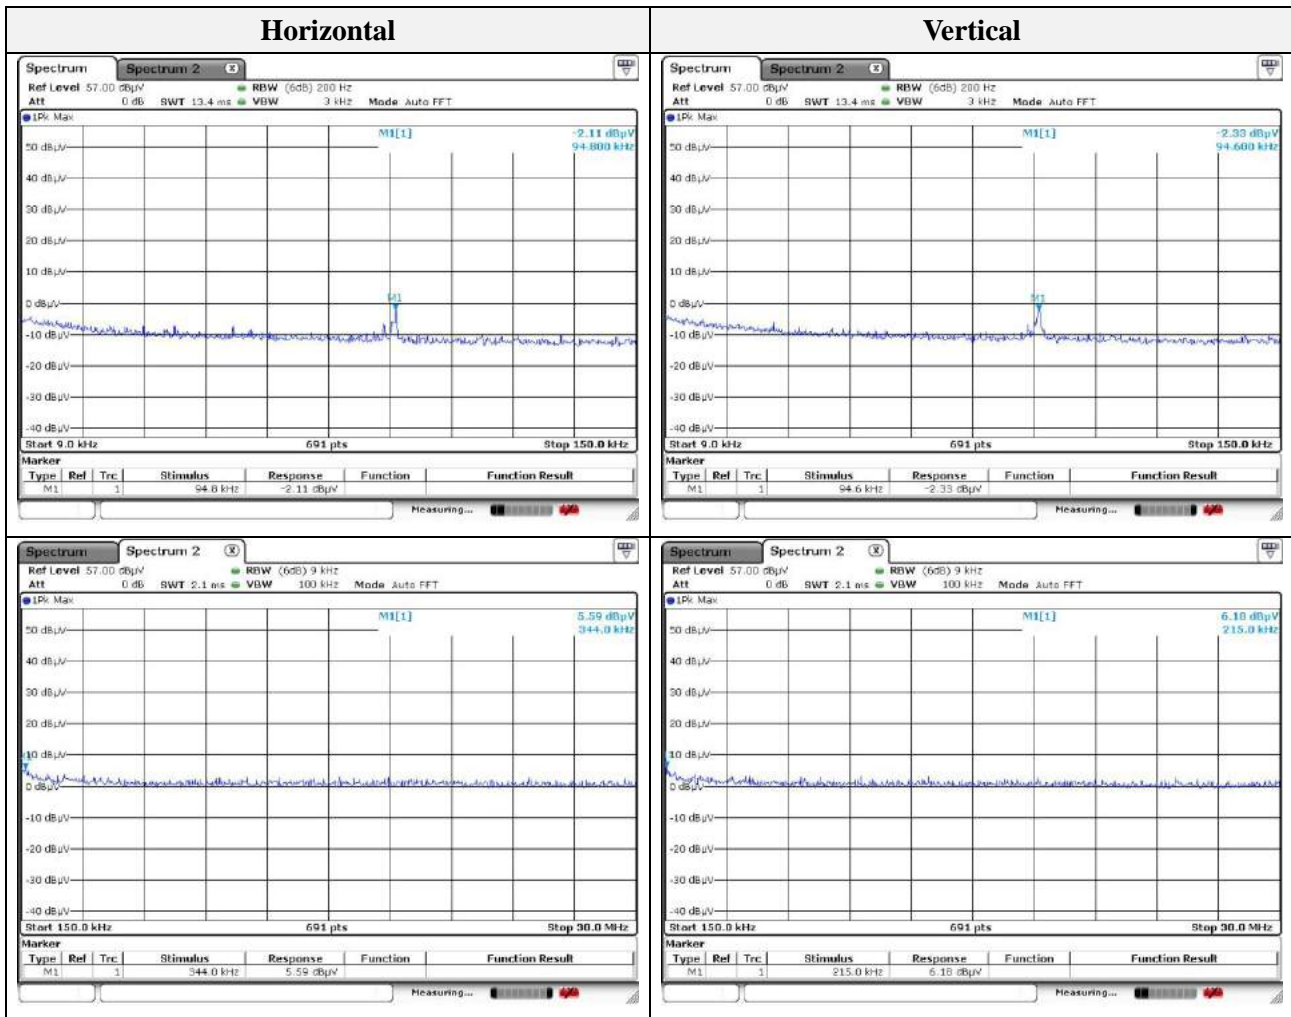 Horizontal Vertical
Spectrum Spectrum 2 X
Ref Level 57.00 dBµV RBW (6dB) 200 Hz
Att 0 dB SWT 13.4 ms VBW 3 kHz Mode Auto FFT
1Pk Max
M1[1] -2.11 dBµV
94.800 kHz
50 dBµV
40 dBµV
30 dBµV
20 dBµV
10 dBµV
M1
0 dBµV
-10 dBµV
-20 dBµV
-30 dBµV
-40 dBµV
Start 9.0 kHz 691 pts Stop 150.0 kHz
Marker
Type Ref Trc Stimulus Response Function Function Result
M1 1 94.8 kHz -2.11 dBµV
Measuring...
Spectrum Spectrum 2 X
Ref Level 57.00 dBµV RBW (6dB) 200 Hz
Att 0 dB SWT 13.4 ms VBW 3 kHz Mode Auto FFT
1Pk Max
M1[1] -2.33 dBµV
94.600 kHz
50 dBµV
40 dBµV
30 dBµV
20 dBµV
10 dBµV
M1
0 dBµV
-10 dBµV
-20 dBµV
-30 dBµV
-40 dBµV
Start 9.0 kHz 691 pts Stop 150.0 kHz
Marker
Type Ref Trc Stimulus Response Function Function Result
M1 1 94.6 kHz -2.33 dBµV
Measuring...
Spectrum Spectrum 2 X
Ref Level 57.00 dBµV RBW (6dB) 9 kHz
Att 0 dB SWT 2.1 ms VBW 100 kHz Mode Auto FFT
1Pk Max
M1[1] 5.59 dBµV
344.0 kHz
50 dBµV
40 dBµV
30 dBµV
20 dBµV
10 dBµV
0 dBµV
-10 dBµV
-20 dBµV
-30 dBµV
-40 dBµV
Start 150.0 kHz 691 pts Stop 30.0 MHz
Marker
Type Ref Trc Stimulus Response Function Function Result
M1 1 344.0 kHz 5.59 dBµV
Measuring...
Spectrum Spectrum 2 X
Ref Level 57.00 dBµV RBW (6dB) 9 kHz
Att 0 dB SWT 2.1 ms VBW 100 kHz Mode Auto FFT
1Pk Max
M1[1] 6.18 dBµV
215.0 kHz
50 dBµV
40 dBµV
30 dBµV
20 dBµV
10 dBµV
0 dBµV
-10 dBµV
-20 dBµV
-30 dBµV
-40 dBµV
Start 150.0 kHz 691 pts Stop 30.0 MHz
Marker
Type Ref Trc Stimulus Response Function Function Result
M1 1 215.0 kHz 6.18 dBµV
Measuring...